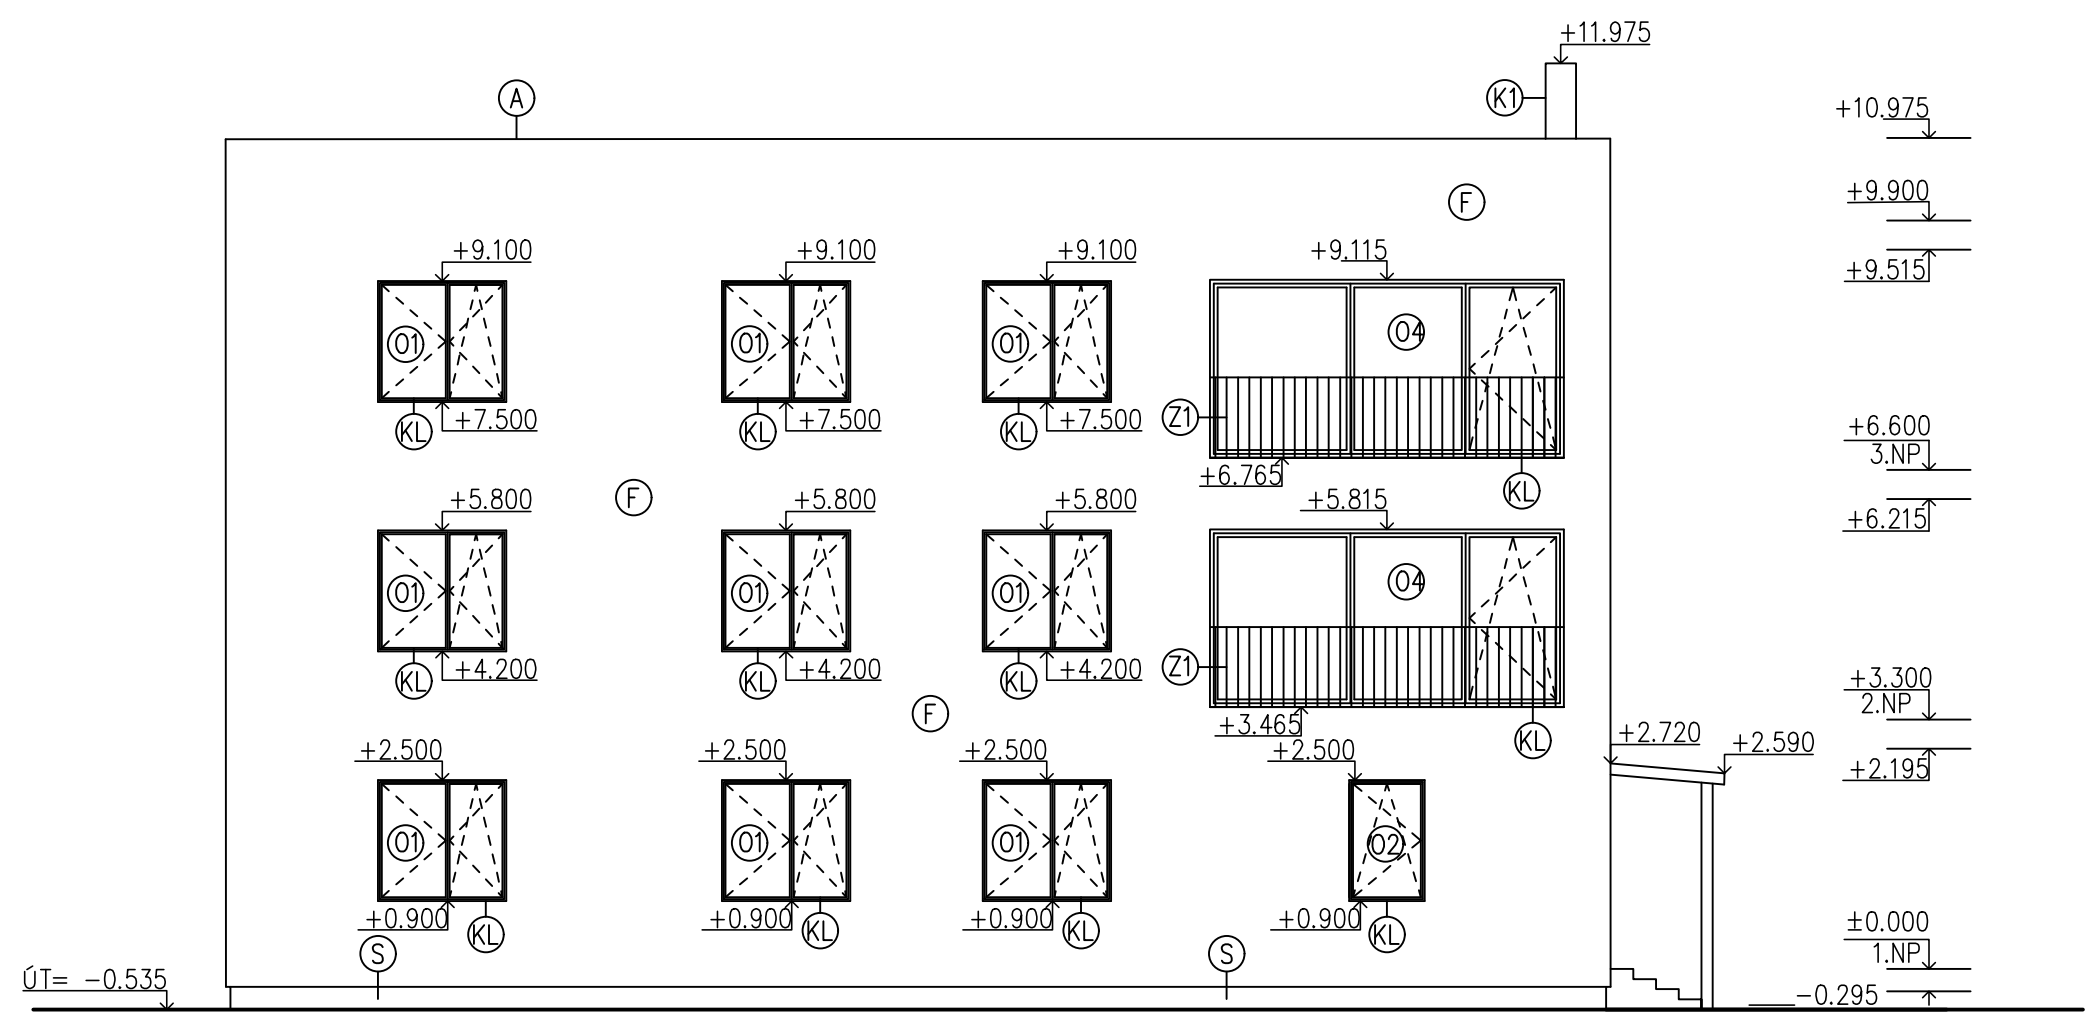 +11.975
A
K1
+10.975
F
+9.900
+9.100
+9.100
+9.100
+9.115
+9.515
O1
O1
O1
O4
Z1
KL
+7.500
KL
+7.500
KL
+7.500
+6.765
KL
+6.600
3.NP
F
+5.800
+5.800
+5.800
+5.815
+6.215
O1
O1
O1
O4
Z1
KL
+4.200
KL
+4.200
KL
+4.200
F
+3.465
KL
+3.300
2.NP
+2.500
+2.500
+2.500
+2.500
+2.720
+2.590
+2.195
O1
O1
O1
O2
+0.900
KL
+0.900
KL
+0.900
KL
+0.900
KL
±0.000
1.NP
S
S
ÚT= -0.535
-0.295